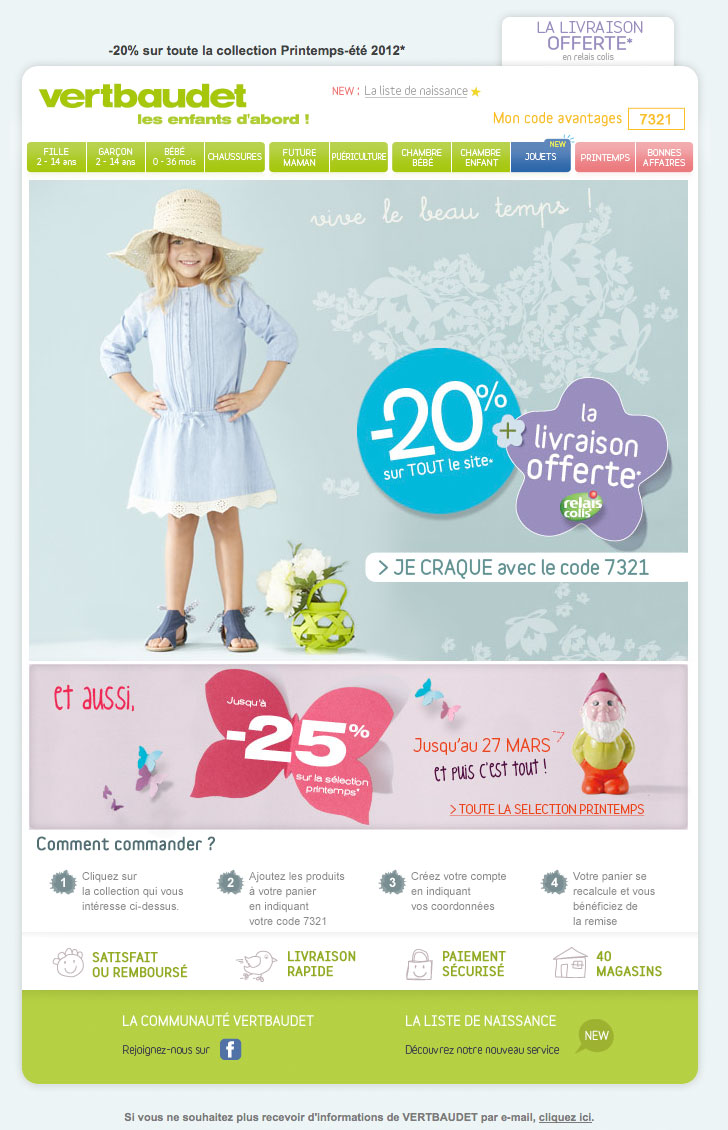 -20% sur toute la collection Printemps-été 2012*
LA LIVRAISON
OFFERTE*
en relais colis
vertbaudet
les enfants d'abord !
NEW : La liste de naissance
Mon code avantages 7321
FILLE
2 - 14 ans
GARÇON
2 - 14 ans
BÉBÉ
0 - 36 mois
CHAUSSURES
FUTURE
MAMAN
PUÉRICULTURE
CHAMBRE
BÉBÉ
CHAMBRE
ENFANT
NEW
JOUETS
PRINTEMPS
BONNES
AFFAIRES
vive le beau temps !
-20%
sur TOUT le site*
+
la
livraison
offerte*
relais
colis
> JE CRAQUE avec le code 7321
et aussi,
Jusqu'à
-25%
sur la sélection
printemps*
Jusqu'au 27 MARS
et puis c'est tout !
> TOUTE LA SELECTION PRINTEMPS
Comment commander ?
1 Cliquez sur
la collection qui vous
intéresse ci-dessus.
2 Ajoutez les produits
à votre panier
en indiquant
votre code 7321
3 Créez votre compte
en indiquant
vos coordonnées
4 Votre panier se
recalcule et vous
bénéficiez de
la remise
SATISFAIT
OU REMBOURSÉ
LIVRAISON
RAPIDE
PAIEMENT
SÉCURISÉ
40
MAGASINS
LA COMMUNAUTÉ VERTBAUDET
Rejoignez-nous sur f
LA LISTE DE NAISSANCE
Découvrez notre nouveau service
NEW
Si vous ne souhaitez plus recevoir d'informations de VERTBAUDET par e-mail, cliquez ici.